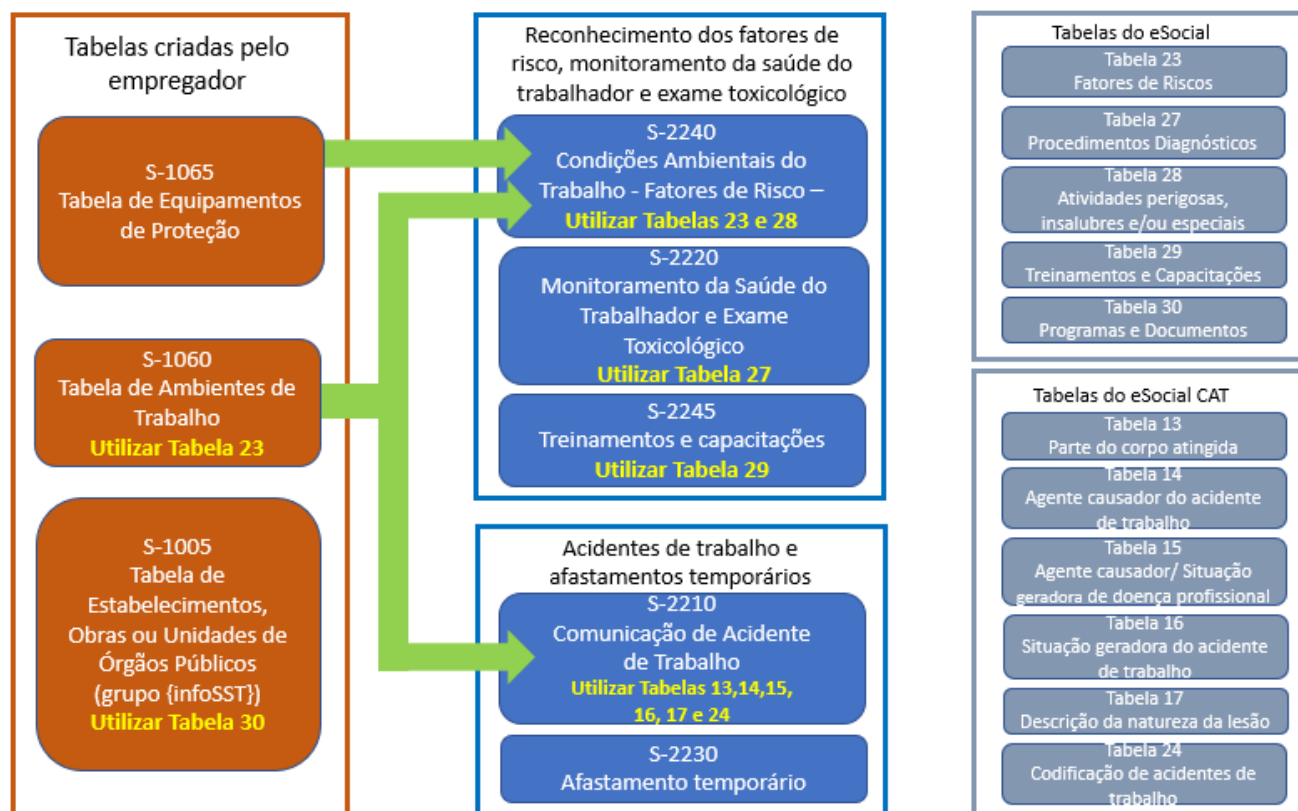 Tabelas criadas pelo
empregador
S-1065
Tabela de Equipamentos
de Proteção
S-1060
Tabela de Ambientes de
Trabalho
Utilizar Tabela 23
S-1005
Tabela de
Estabelecimentos,
Obras ou Unidades de
Órgãos Públicos
(grupo {infoSST})
Utilizar Tabela 30
Reconhecimento dos fatores de
risco, monitoramento da saúde do
trabalhador e exame toxicológico
S-2240
Condições Ambientais do
Trabalho - Fatores de Risco –
Utilizar Tabelas 23 e 28
S-2220
Monitoramento da Saúde do
Trabalhador e Exame
Toxicológico
Utilizar Tabela 27
S-2245
Treinamentos e capacitações
Utilizar Tabela 29
Acidentes de trabalho e
afastamentos temporários
S-2210
Comunicação de Acidente
de Trabalho
Utilizar Tabelas 13,14,15,
16, 17 e 24
S-2230
Afastamento temporário
Tabelas do eSocial
Tabela 23
Fatores de Riscos
Tabela 27
Procedimentos Diagnósticos
Tabela 28
Atividades perigosas,
insalubres e/ou especiais
Tabela 29
Treinamentos e Capacitações
Tabela 30
Programas e Documentos
Tabelas do eSocial CAT
Tabela 13
Parte do corpo atingida
Tabela 14
Agente causador do acidente
de trabalho
Tabela 15
Agente causador/ Situação
geradora de doença profissional
Tabela 16
Situação geradora do acidente
de trabalho
Tabela 17
Descrição da natureza da lesão
Tabela 24
Codificação de acidentes de
trabalho